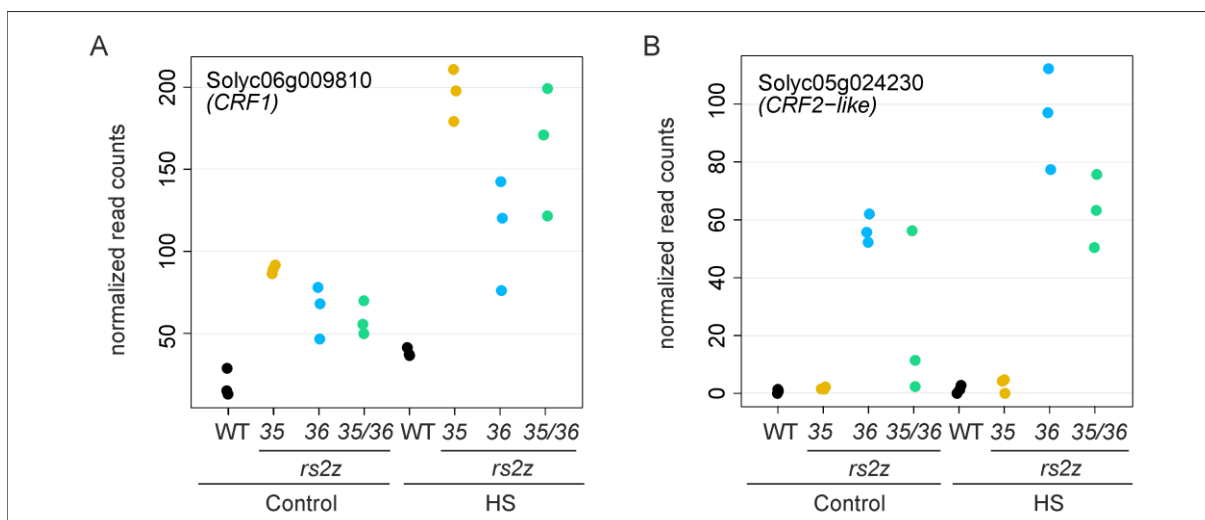 A
Solyc06g009810
(CRF1)
normalized read counts
200
150
100
50
WT 35 36 35/36 WT 35 36 35/36
rs2z rs2z
Control HS
B
Solyc05g024230
(CRF2−like)
normalized read counts
100
80
60
40
20
0
WT 35 36 35/36 WT 35 36 35/36
rs2z rs2z
Control HS